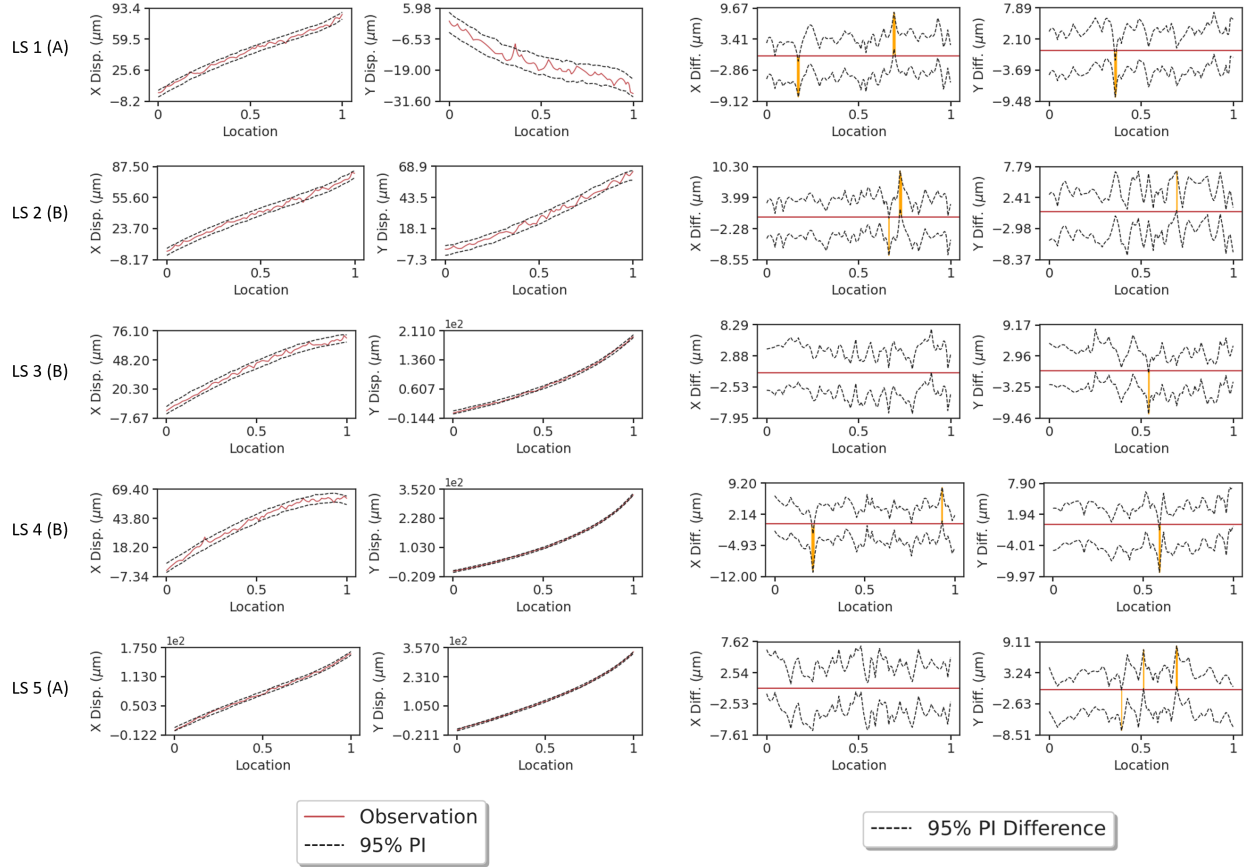 LS 1 (A)
X Disp. (μm)
93.4
59.5
25.6
−8.2
0
0.5
1
Location
Y Disp. (μm)
5.98
−6.53
−19.00
−31.60
0
0.5
1
Location
X Diff. (μm)
9.67
3.41
−2.86
−9.12
0
0.5
1
Location
Y Diff. (μm)
7.89
2.10
−3.69
−9.48
0
0.5
1
Location
LS 2 (B)
X Disp. (μm)
87.50
55.60
23.70
−8.17
0
0.5
1
Location
Y Disp. (μm)
68.9
43.5
18.1
−7.3
0
0.5
1
Location
X Diff. (μm)
10.30
3.99
−2.28
−8.55
0
0.5
1
Location
Y Diff. (μm)
7.79
2.41
−2.98
−8.37
0
0.5
1
Location
LS 3 (B)
X Disp. (μm)
76.10
48.20
20.30
−7.67
0
0.5
1
Location
Y Disp. (μm)
1e2
2.110
1.360
0.607
−0.144
0
0.5
1
Location
X Diff. (μm)
8.29
2.88
−2.53
−7.95
0
0.5
1
Location
Y Diff. (μm)
9.17
2.96
−3.25
−9.46
0
0.5
1
Location
LS 4 (B)
X Disp. (μm)
69.40
43.80
18.20
−7.34
0
0.5
1
Location
Y Disp. (μm)
1e2
3.520
2.280
1.030
−0.209
0
0.5
1
Location
X Diff. (μm)
9.20
2.14
−4.93
−12.00
0
0.5
1
Location
Y Diff. (μm)
7.90
1.94
−4.01
−9.97
0
0.5
1
Location
LS 5 (A)
X Disp. (μm)
1e2
1.750
1.130
0.503
−0.122
0
0.5
1
Location
Y Disp. (μm)
3.570
2.310
1.050
−0.211
0
0.5
1
Location
X Diff. (μm)
7.62
2.54
−2.53
−7.61
0
0.5
1
Location
Y Diff. (μm)
9.11
3.24
−2.63
−8.51
0
0.5
1
Location
Observation
95% PI
95% PI Difference